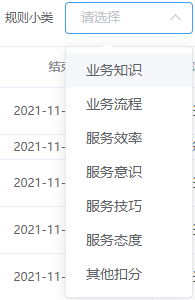 规则小类 请选择
结束
业务知识
业务流程
2021-11-
服务效率
2021-11-
服务意识
2021-11-
服务技巧
2021-11-
服务态度
其他扣分
2021-11-